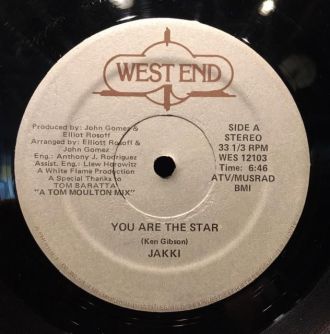 WEST END
Produced by: John Gomez &
Elliot Rosoff
Arranged by: Elliott Rosoff &
John Gomez
Eng.: Anthony J. Rodriguez
Assist. Eng.: Llew Horowitz
A White Flame Production
A Special Thanks to
TOM BARATTA
"A TOM MOULTON MIX"
SIDE A
STEREO
33 1/3 RPM
WES 12103
Time: 6:46
ATV/MUSRAD
BMI
YOU ARE THE STAR
(Ken Gibson)
JAKKI